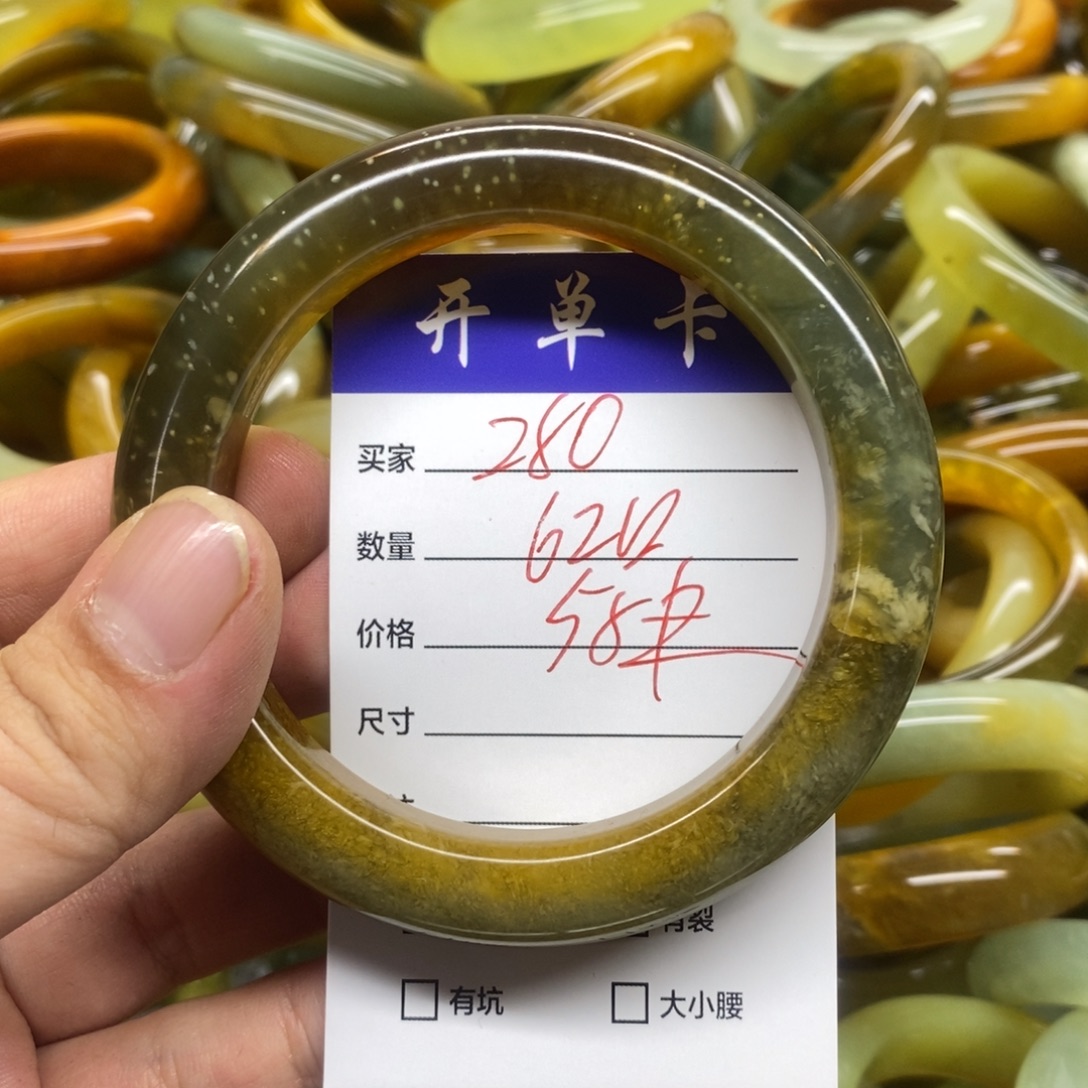 开单卡
买家 280
数量
价格 58
尺寸
有裂
有坑 大小腰